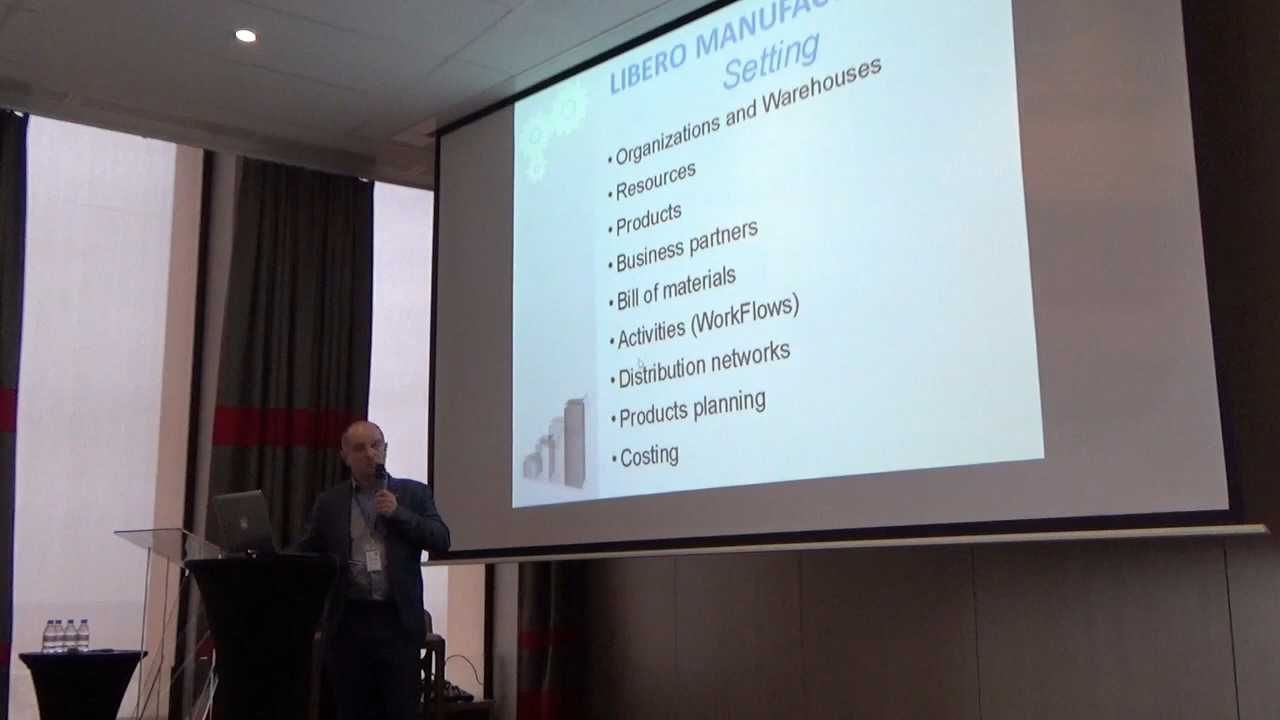 LIBERO MANUFAC
Setting
• Organizations and Warehouses
• Resources
• Products
• Business partners
• Bill of materials
• Activities (WorkFlows)
• Distribution networks
• Products planning
• Costing